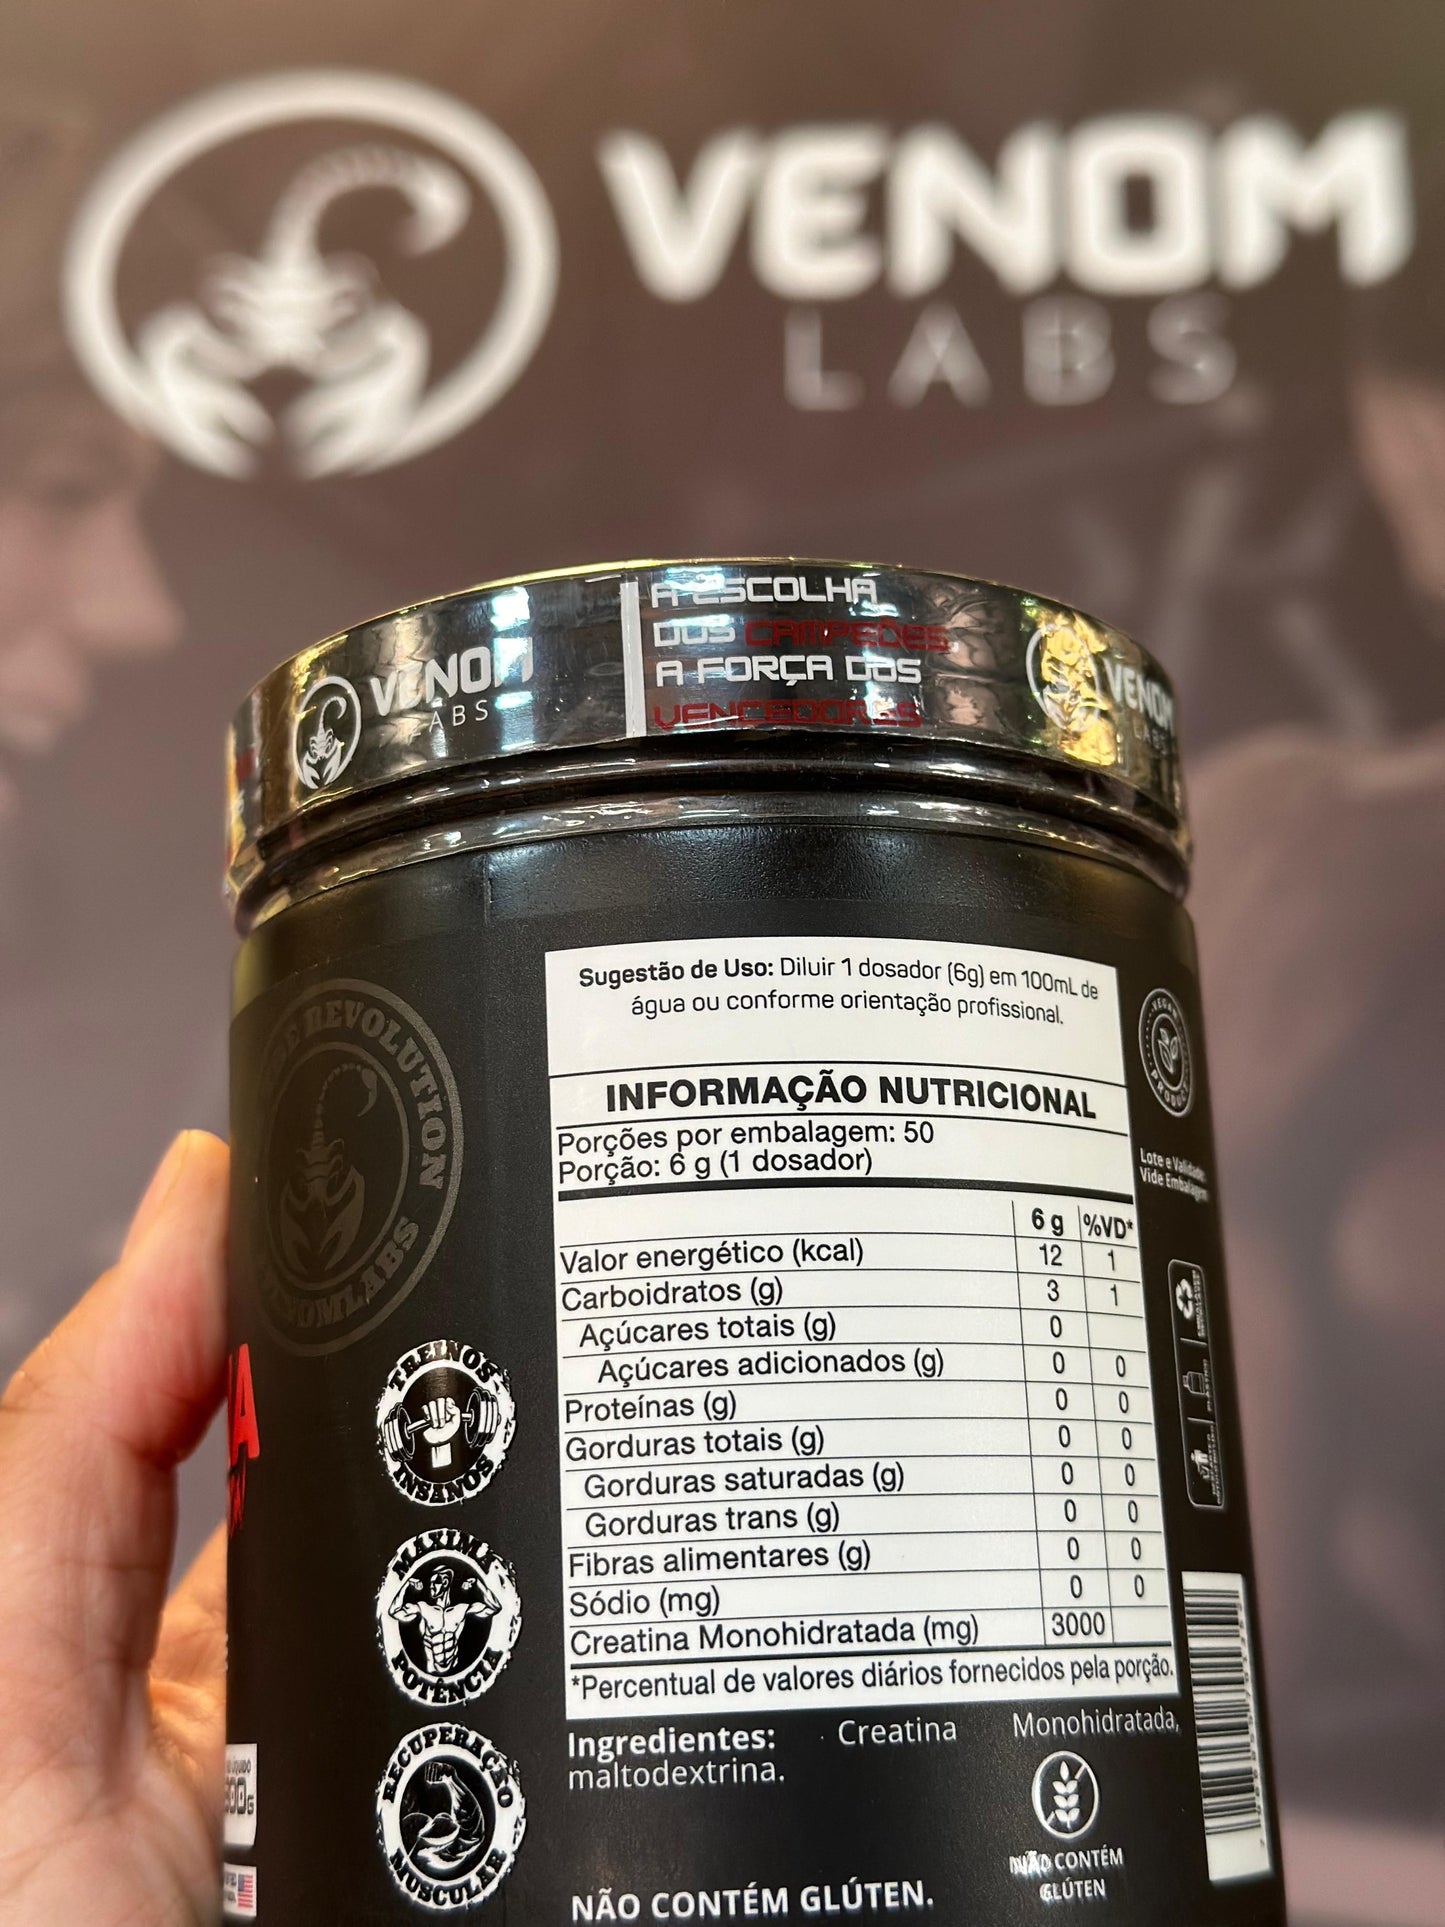 VENOM
LABS
VENOM
LABS
A ESCOLHA
DOS CAMPEÕES,
A FORÇA DOS
VENCEDORES
VENOM
LABS
Sugestão de Uso: Diluir 1 dosador (6g) em 100mL de
água ou conforme orientação profissional.
INFORMAÇÃO NUTRICIONAL
Porções por embalagem: 50
Porção: 6 g (1 dosador)
6 g %VD*
Valor energético (kcal) 12 1
Carboidratos (g) 3 1
Açúcares totais (g) 0
Açúcares adicionados (g) 0 0
Proteínas (g) 0 0
Gorduras totais (g) 0 0
Gorduras saturadas (g) 0 0
Gorduras trans (g) 0 0
Fibras alimentares (g) 0 0
Sódio (mg) 0 0
Creatina Monohidratada (mg) 3000
*Percentual de valores diários fornecidos pela porção.
Ingredientes: Creatina Monohidratada,
maltodextrina.
NÃO CONTÉM
GLÚTEN
NÃO CONTÉM GLÚTEN.
REVOLUTION
VENOMLABS
TREINOS
INSANOS
MÁXIMA
POTÊNCIA
RECUPERAÇÃO
MUSCULAR
VEGAN
PRODUCT
Lote e Validade:
Vide Embalagem